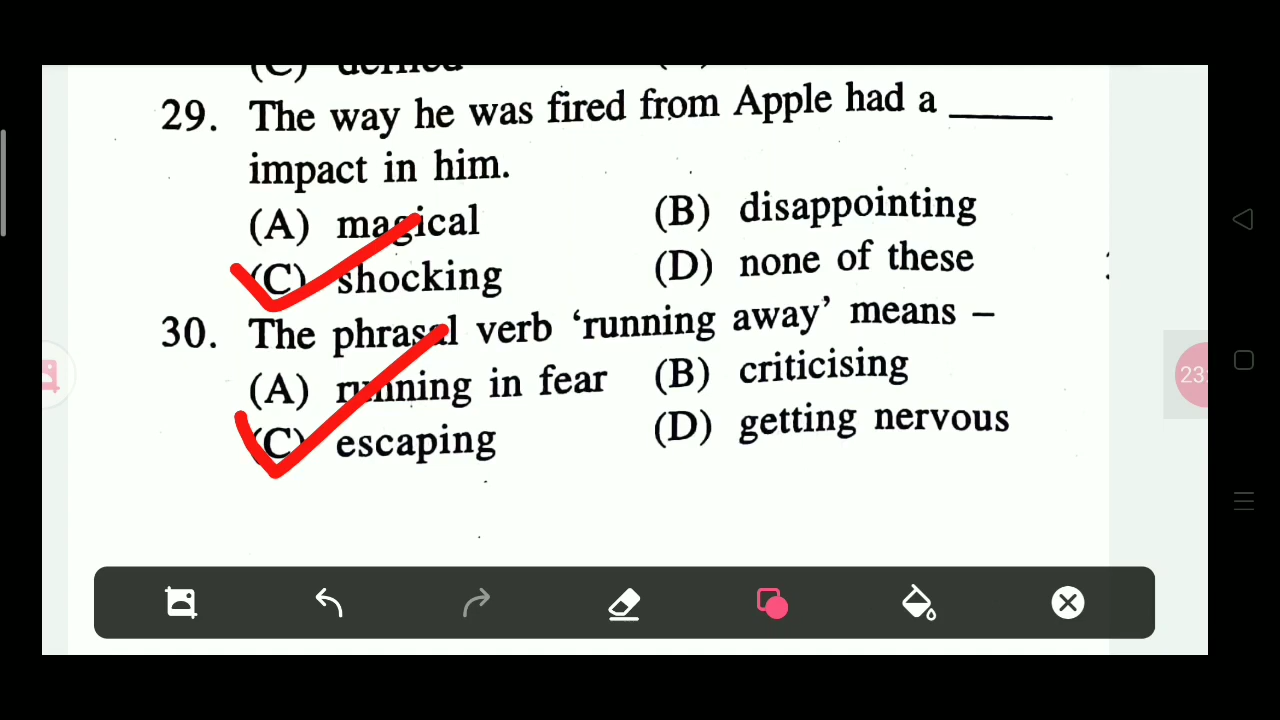 29. The way he was fired from Apple had a _____
impact in him.
(A) magical (B) disappointing
(C) shocking (D) none of these
30. The phrasal verb ‘running away’ means –
(A) running in fear (B) criticising
(C) escaping (D) getting nervous